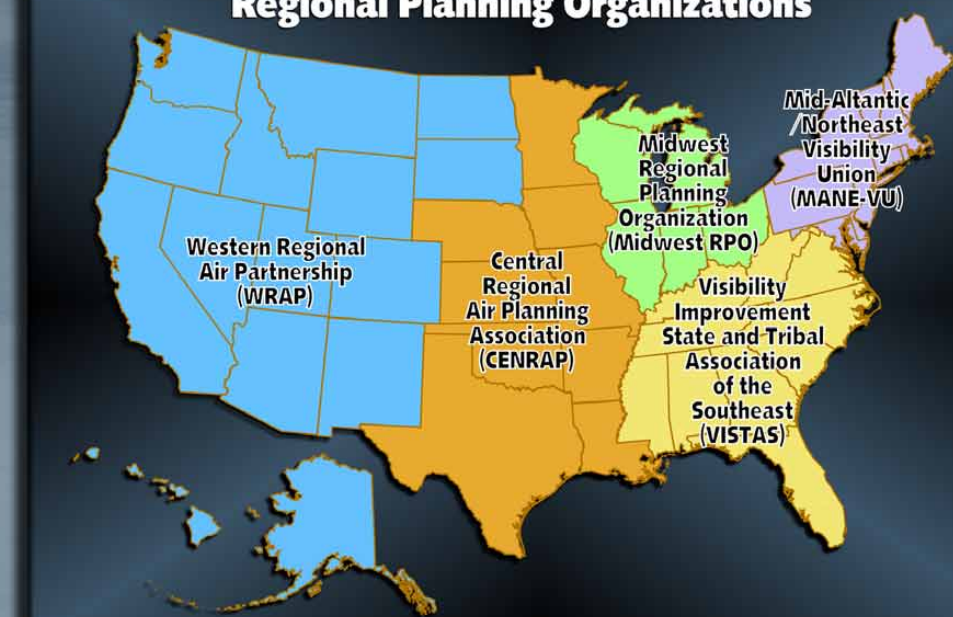 Regional Planning Organizations
Mid-Altantic
/Northeast
Visibility
Union
(MANE-VU)
Midwest
Regional
Planning
Organization
(Midwest RPO)
Western Regional
Air Partnership
(WRAP)
Central
Regional
Air Planning
Association
(CENRAP)
Visibility
Improvement
State and Tribal
Association
of the
Southeast
(VISTAS)